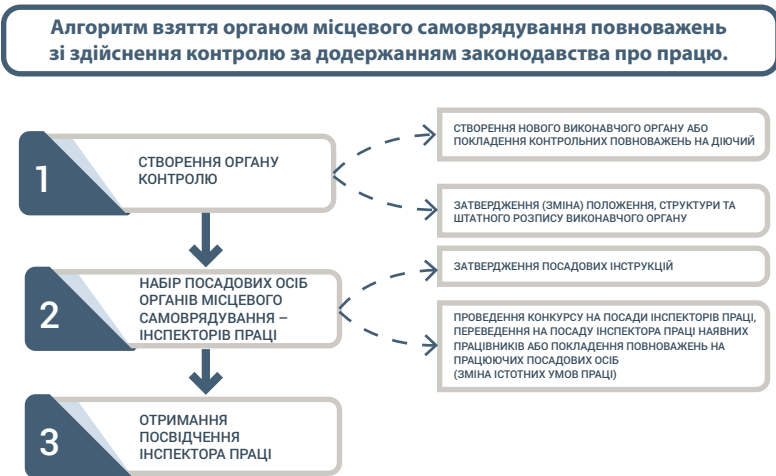 Алгоритм взяття органом місцевого самоврядування повноважень
зі здійснення контролю за додержанням законодавства про працю.
1
СТВОРЕННЯ ОРГАНУ
КОНТРОЛЮ
СТВОРЕННЯ НОВОГО ВИКОНАВЧОГО ОРГАНУ АБО
ПОКЛАДЕННЯ КОНТРОЛЬНИХ ПОВНОВАЖЕНЬ НА ДІЮЧИЙ
ЗАТВЕРДЖЕННЯ (ЗМІНА) ПОЛОЖЕННЯ, СТРУКТУРИ ТА
ШТАТНОГО РОЗПИСУ ВИКОНАВЧОГО ОРГАНУ
2
НАБІР ПОСАДОВИХ ОСІБ
ОРГАНІВ МІСЦЕВОГО
САМОВРЯДУВАННЯ –
ІНСПЕКТОРІВ ПРАЦІ
ЗАТВЕРДЖЕННЯ ПОСАДОВИХ ІНСТРУКЦІЙ
ПРОВЕДЕННЯ КОНКУРСУ НА ПОСАДИ ІНСПЕКТОРІВ ПРАЦІ,
ПЕРЕВЕДЕННЯ НА ПОСАДУ ІНСПЕКТОРА ПРАЦІ НАЯВНИХ
ПРАЦІВНИКІВ АБО ПОКЛАДЕННЯ ПОВНОВАЖЕНЬ НА
ПРАЦЮЮЧИХ ПОСАДОВИХ ОСІБ
(ЗМІНА ІСТОТНИХ УМОВ ПРАЦІ)
3
ОТРИМАННЯ
ПОСВІДЧЕННЯ
ІНСПЕКТОРА ПРАЦІ